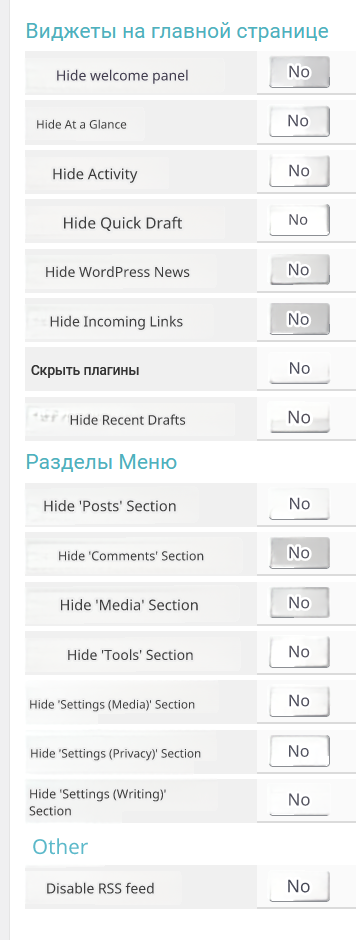 Виджеты на главной странице
Hide welcome panel No
Hide At a Glance No
Hide Activity No
Hide Quick Draft No
Hide WordPress News No
Hide Incoming Links No
Скрыть плагины No
Hide Recent Drafts No
Разделы Меню
Hide 'Posts' Section No
Hide 'Comments' Section No
Hide 'Media' Section No
Hide 'Tools' Section No
Hide 'Settings (Media)' Section No
Hide 'Settings (Privacy)' Section No
Hide 'Settings (Writing)'
Section No
Other
Disable RSS feed No